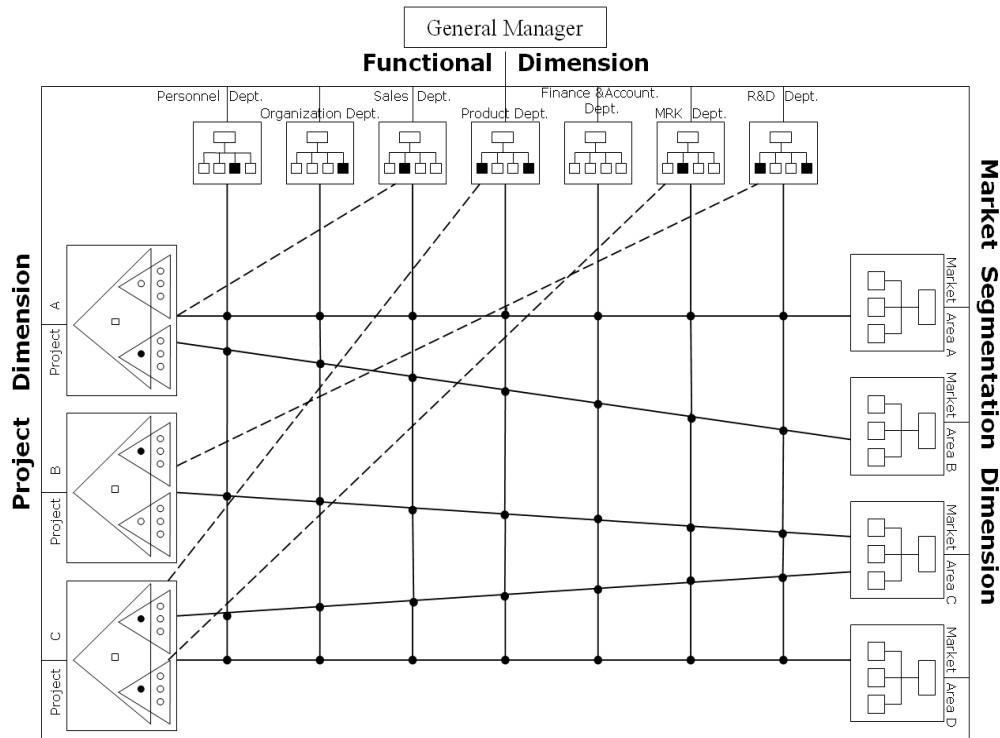 General Manager
Functional Dimension
Personnel Dept.
Organization Dept.
Sales Dept.
Product Dept.
Finance &Account.
Dept.
MRK Dept.
R&D Dept.
Project Dimension
Project A
Project B
Project C
Market Segmentation Dimension
Market Area A
Market Area B
Market Area C
Market Area D